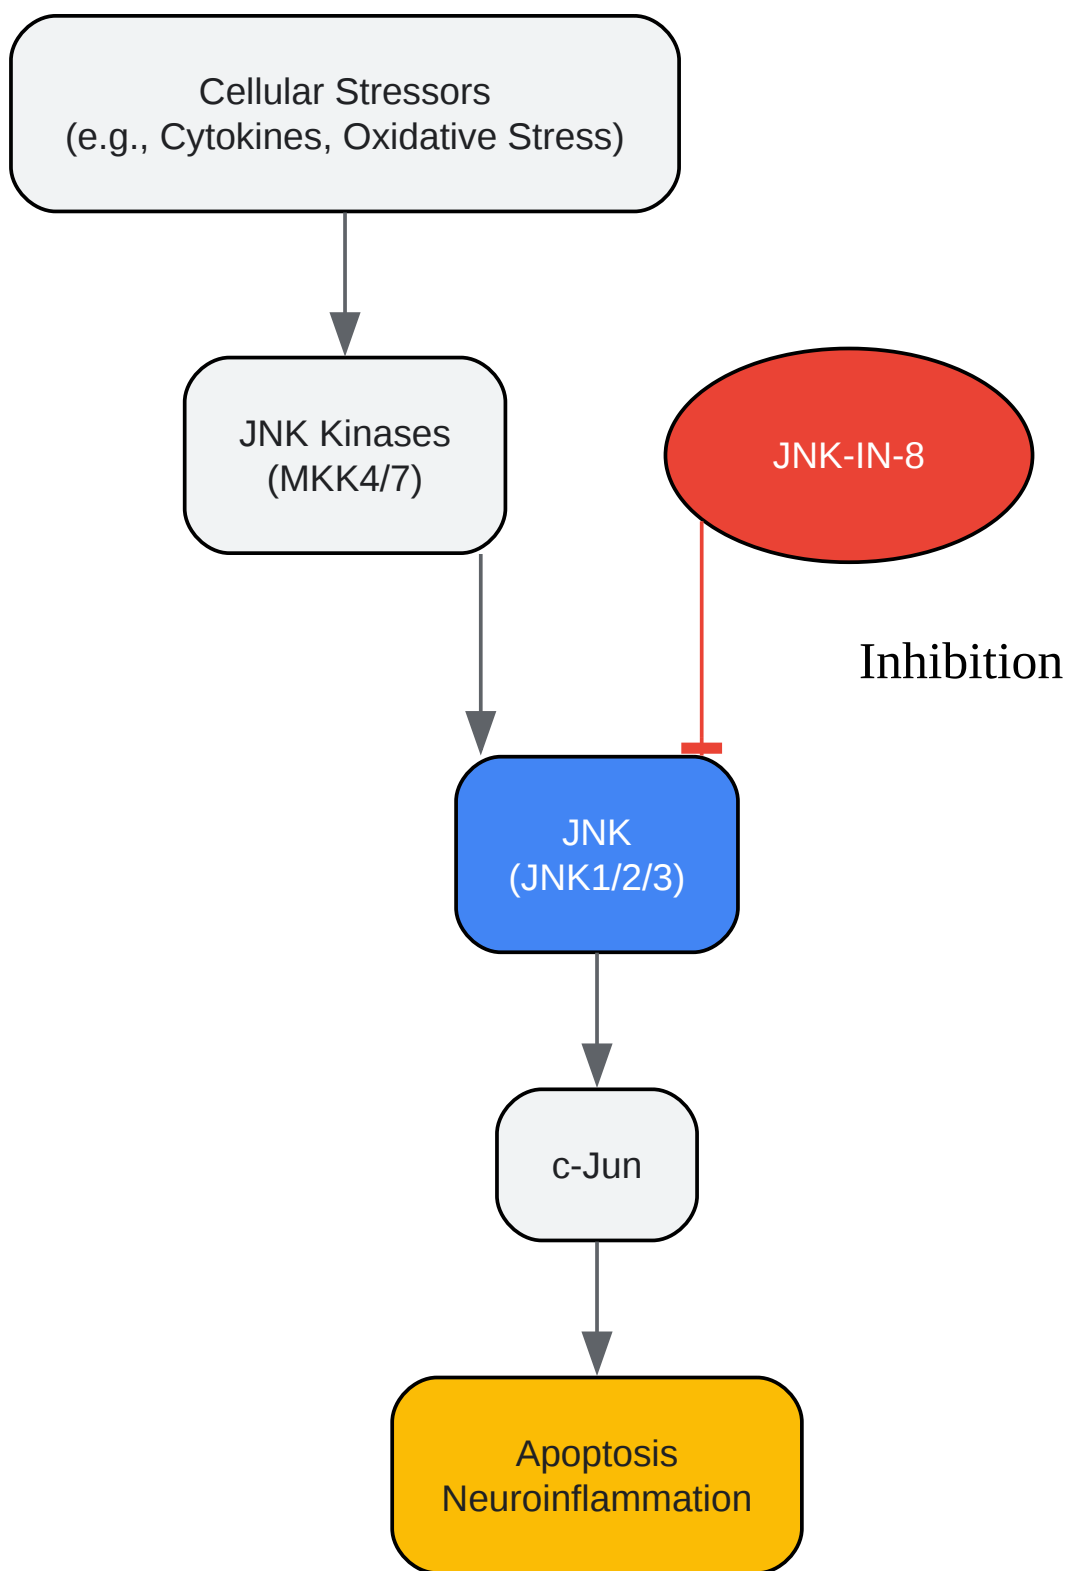 Cellular Stressors
(e.g., Cytokines, Oxidative Stress)
JNK Kinases
(MKK4/7)
JNK-IN-8
Inhibition
JNK
(JNK1/2/3)
c-Jun
Apoptosis
Neuroinflammation